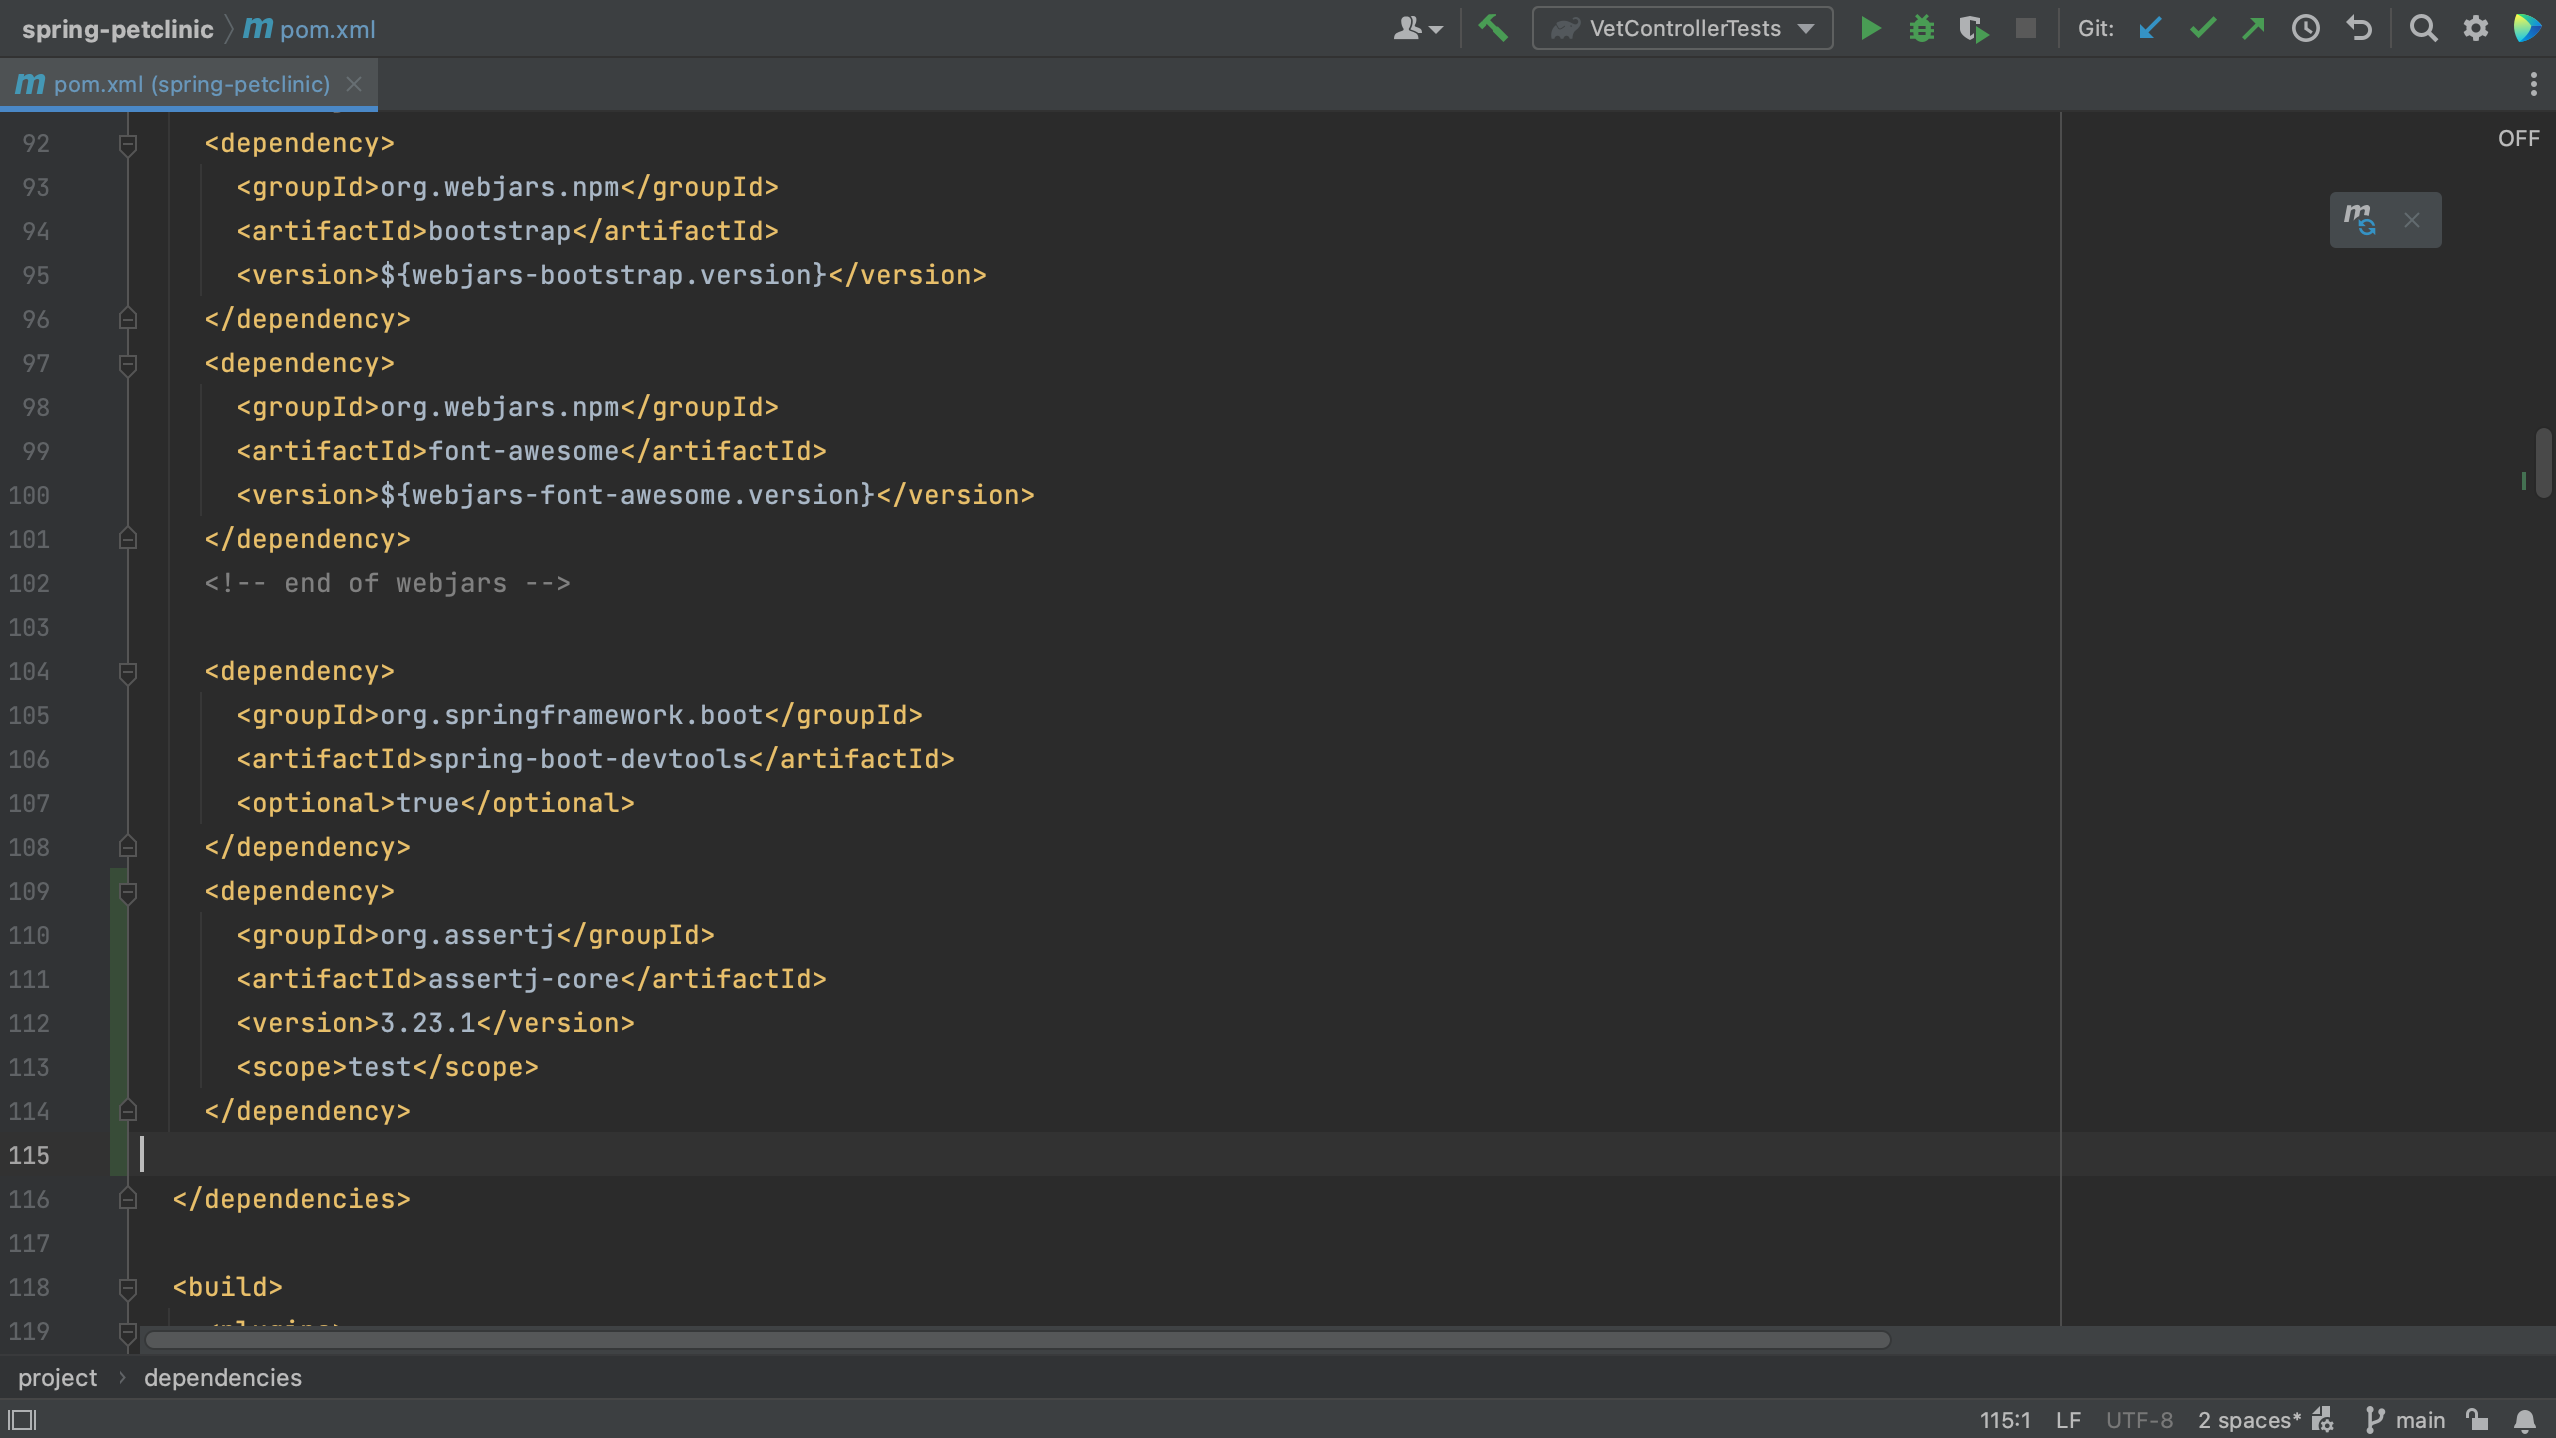 spring-petclinic 〉 m pom.xml VetControllerTests Git:
m pom.xml (spring-petclinic)
OFF
92 <dependency>
93 <groupId>org.webjars.npm</groupId>
94 <artifactId>bootstrap</artifactId>
95 <version>${webjars-bootstrap.version}</version>
96 </dependency>
97 <dependency>
98 <groupId>org.webjars.npm</groupId>
99 <artifactId>font-awesome</artifactId>
100 <version>${webjars-font-awesome.version}</version>
101 </dependency>
102 <!-- end of webjars -->
103
104 <dependency>
105 <groupId>org.springframework.boot</groupId>
106 <artifactId>spring-boot-devtools</artifactId>
107 <optional>true</optional>
108 </dependency>
109 <dependency>
110 <groupId>org.assertj</groupId>
111 <artifactId>assertj-core</artifactId>
112 <version>3.23.1</version>
113 <scope>test</scope>
114 </dependency>
115
116 </dependencies>
117
118 <build>
119
project › dependencies
115:1 LF UTF-8 2 spaces* main